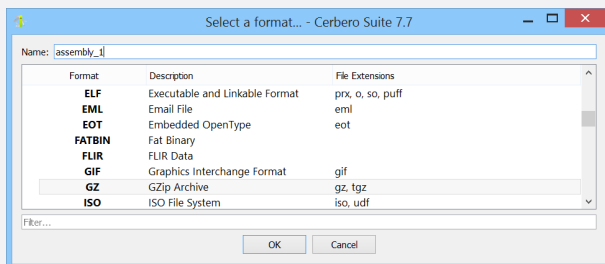 Select a format... - Cerbero Suite 7.7
Name: assembly_1
Format Description File Extensions
ELF Executable and Linkable Format prx, o, so, puff
EML Email File eml
EOT Embedded OpenType eot
FATBIN Fat Binary
FLIR FLIR Data
GIF Graphics Interchange Format gif
GZ GZip Archive gz, tgz
ISO ISO File System iso, udf
Filter...
OK Cancel